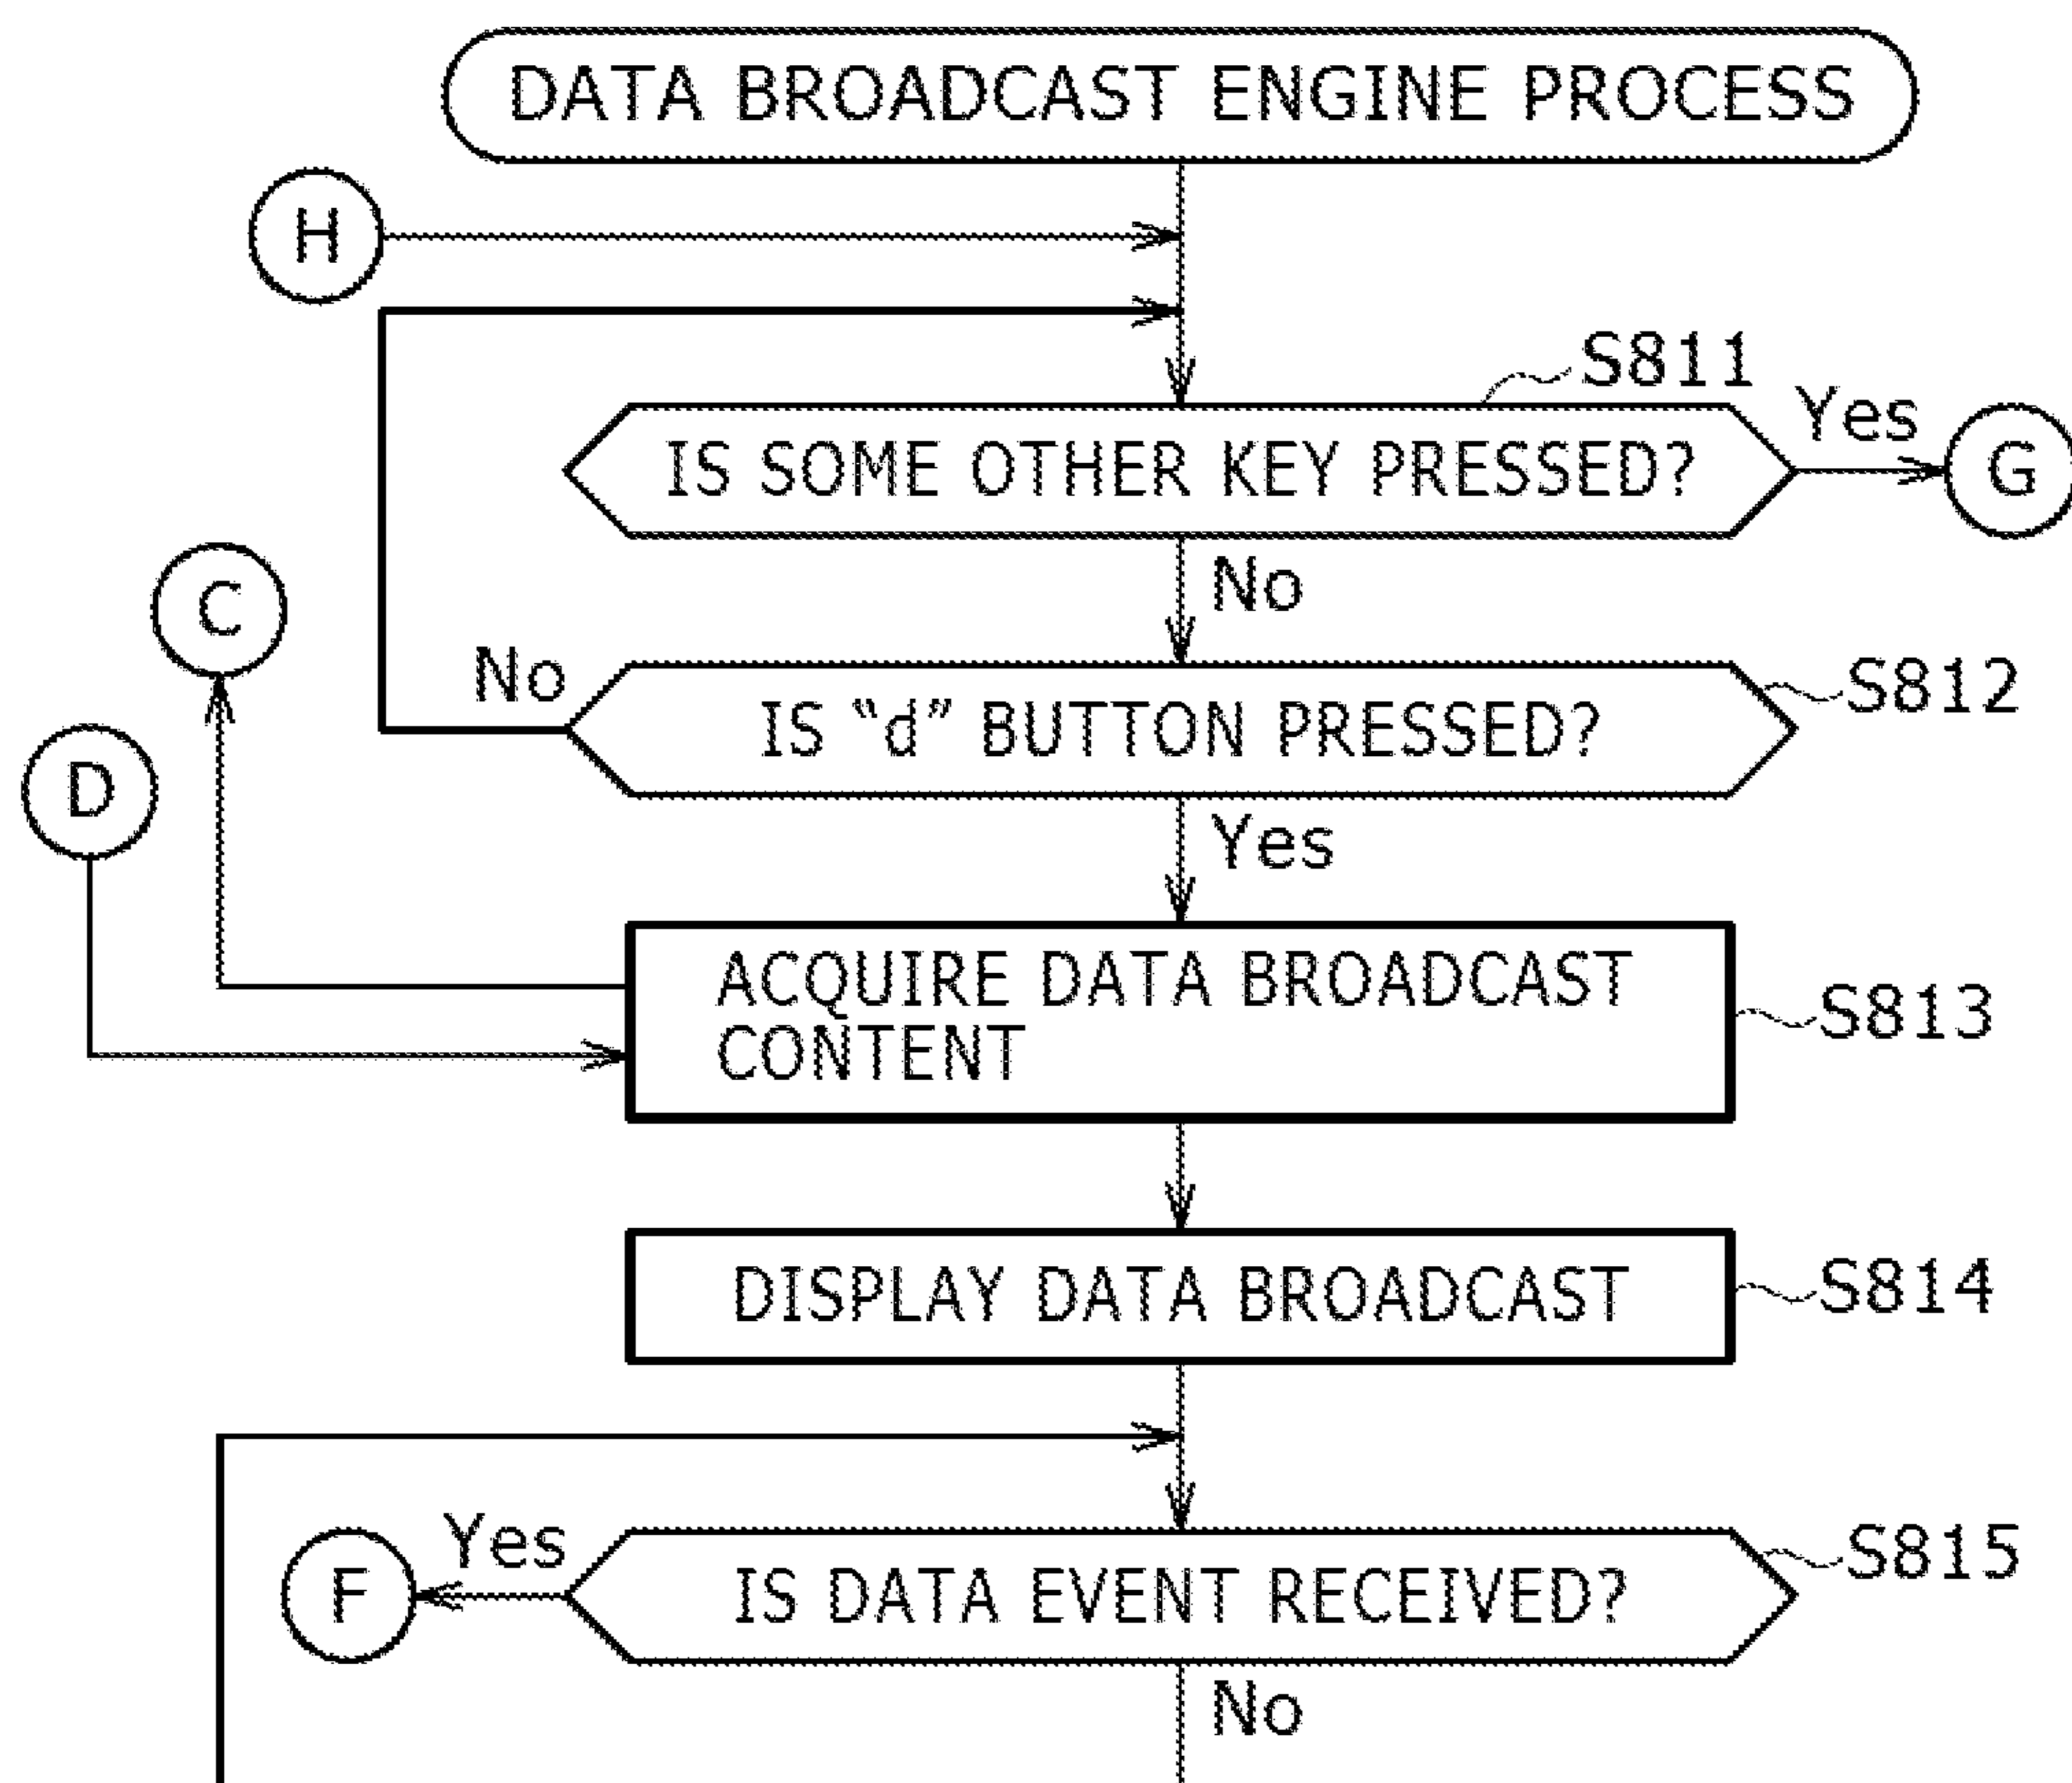 DATA BROADCAST ENGINE PROCESS
H
S811
Yes
IS SOME OTHER KEY PRESSED?
G
No
C
No
S812
IS “d” BUTTON PRESSED?
D
Yes
ACQUIRE DATA BROADCAST
CONTENT
S813
DISPLAY DATA BROADCAST
S814
Yes
S815
F
IS DATA EVENT RECEIVED?
No